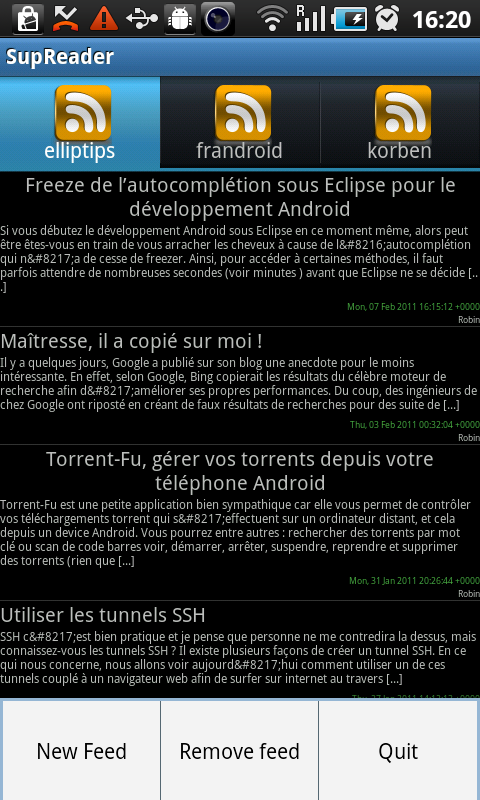 R
16:20
SupReader
elliptips
frandroid
korben
Freeze de l’autocomplétion sous Eclipse pour le
développement Android
Si vous débutez le développement Android sous Eclipse en ce moment même, alors peut
être êtes-vous en train de vous arracher les cheveux à cause de l&#8216;autocomplétion
qui n&#8217;a de cesse de freezer. Ainsi, pour accéder à certaines méthodes, il faut
parfois attendre de nombreuses secondes (voir minutes ) avant que Eclipse ne se décide [..
.]
Mon, 07 Feb 2011 16:15:12 +0000
Robin
Maîtresse, il a copié sur moi !
Il y a quelques jours, Google a publié sur son blog une anecdote pour le moins
intéressante. En effet, selon Google, Bing copierait les résultats du célèbre moteur de
recherche afin d&#8217;améliorer ses propres performances. Du coup, des ingénieurs de
chez Google ont riposté en créant de faux résultats de recherches pour des suite de [...]
Thu, 03 Feb 2011 00:32:04 +0000
Robin
Torrent-Fu, gérer vos torrents depuis votre
téléphone Android
Torrent-Fu est une petite application bien sympathique car elle vous permet de contrôler
vos téléchargements torrent qui s&#8217;effectuent sur un ordinateur distant, et cela
depuis un device Android. Vous pourrez entre autres : rechercher des torrents par mot
clé ou scan de code barres voir, démarrer, arrêter, suspendre, reprendre et supprimer
des torrents (rien que [...]
Mon, 31 Jan 2011 20:26:44 +0000
Robin
Utiliser les tunnels SSH
SSH c&#8217;est bien pratique et je pense que personne ne me contredira la dessus, mais
connaissez-vous les tunnels SSH ? Il existe plusieurs façons de créer un tunnel SSH. En ce
qui nous concerne, nous allons voir aujourd&#8217;hui comment utiliser un de ces
tunnels couplé à un navigateur web afin de surfer sur internet au travers [...]
New Feed
Remove feed
Quit